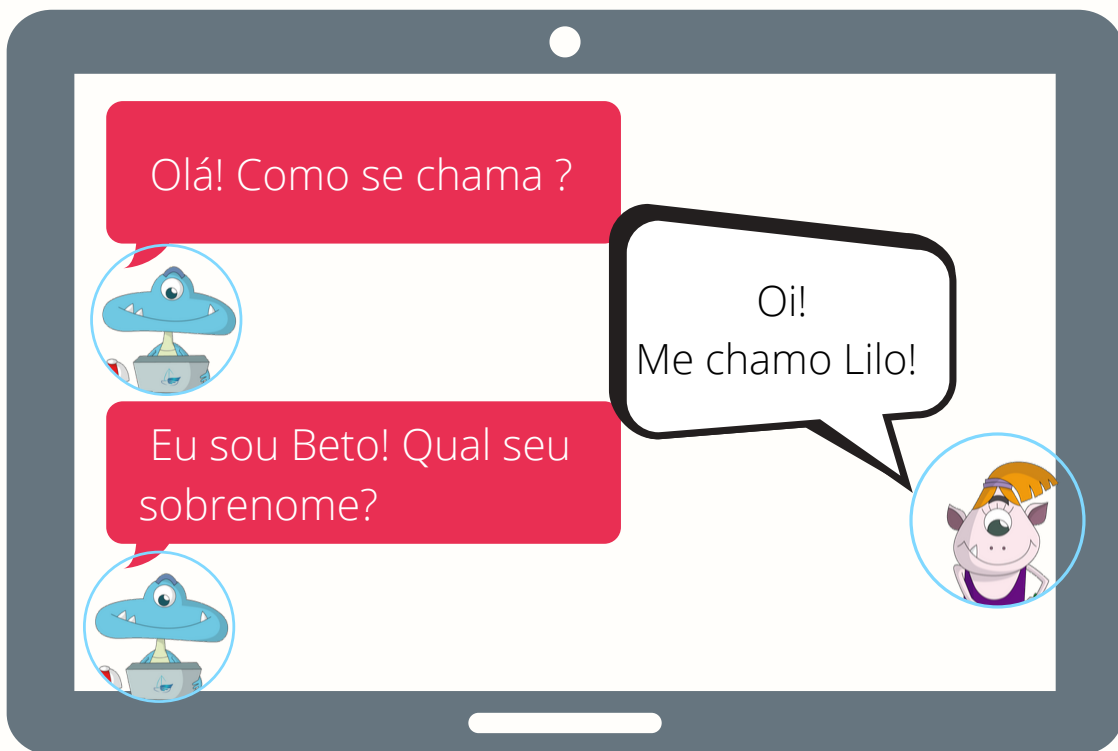 Olá! Como se chama ?
Oi!
Me chamo Lilo!
Eu sou Beto! Qual seu
sobrenome?